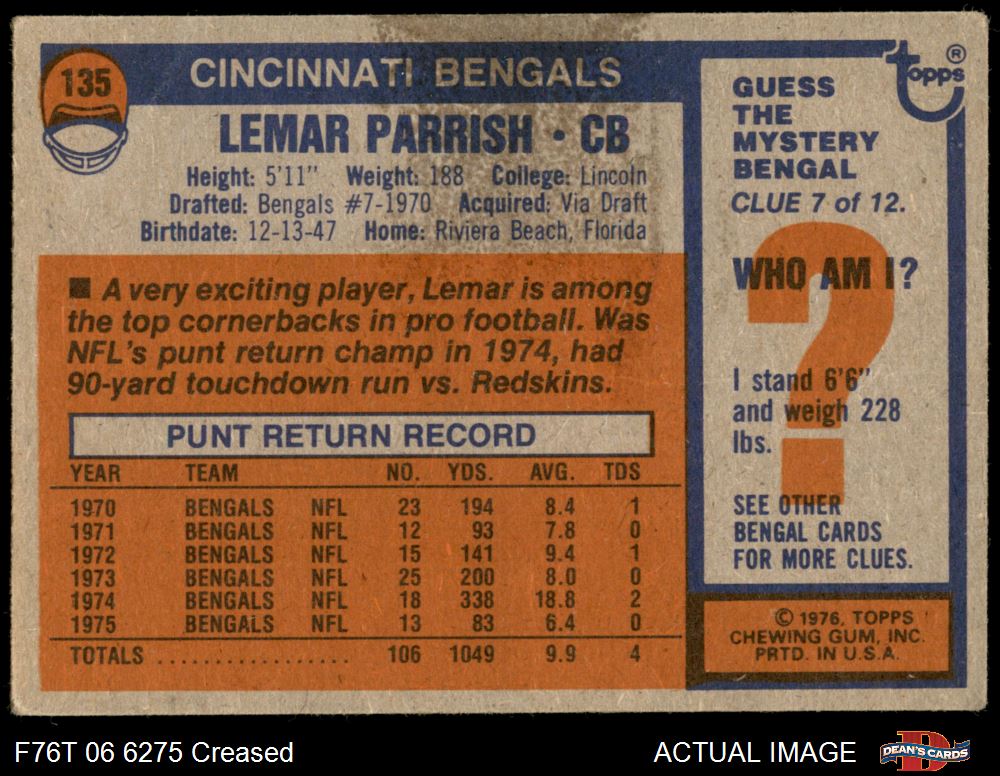 135
CINCINNATI BENGALS
LEMAR PARRISH • CB
Height: 5'11" Weight: 188 College: Lincoln
Drafted: Bengals #7-1970 Acquired: Via Draft
Birthdate: 12-13-47 Home: Riviera Beach, Florida
■ A very exciting player, Lemar is among
the top cornerbacks in pro football. Was
NFL's punt return champ in 1974, had
90-yard touchdown run vs. Redskins.
PUNT RETURN RECORD
YEAR TEAM NO. YDS. AVG. TDS
1970 BENGALS NFL 23 194 8.4 1
1971 BENGALS NFL 12 93 7.8 0
1972 BENGALS NFL 15 141 9.4 1
1973 BENGALS NFL 25 200 8.0 0
1974 BENGALS NFL 18 338 18.8 2
1975 BENGALS NFL 13 83 6.4 0
TOTALS .................. 106 1049 9.9 4
Topps ®
GUESS
THE
MYSTERY
BENGAL
CLUE 7 of 12.
WHO AM I?
?
I stand 6'6"
and weigh 228
lbs.
SEE OTHER
BENGAL CARDS
FOR MORE CLUES.
© 1976, TOPPS
CHEWING GUM, INC.
PRTD. IN U.S.A.
F76T 06 6275 Creased
ACTUAL IMAGE
D
DEAN'S CARDS